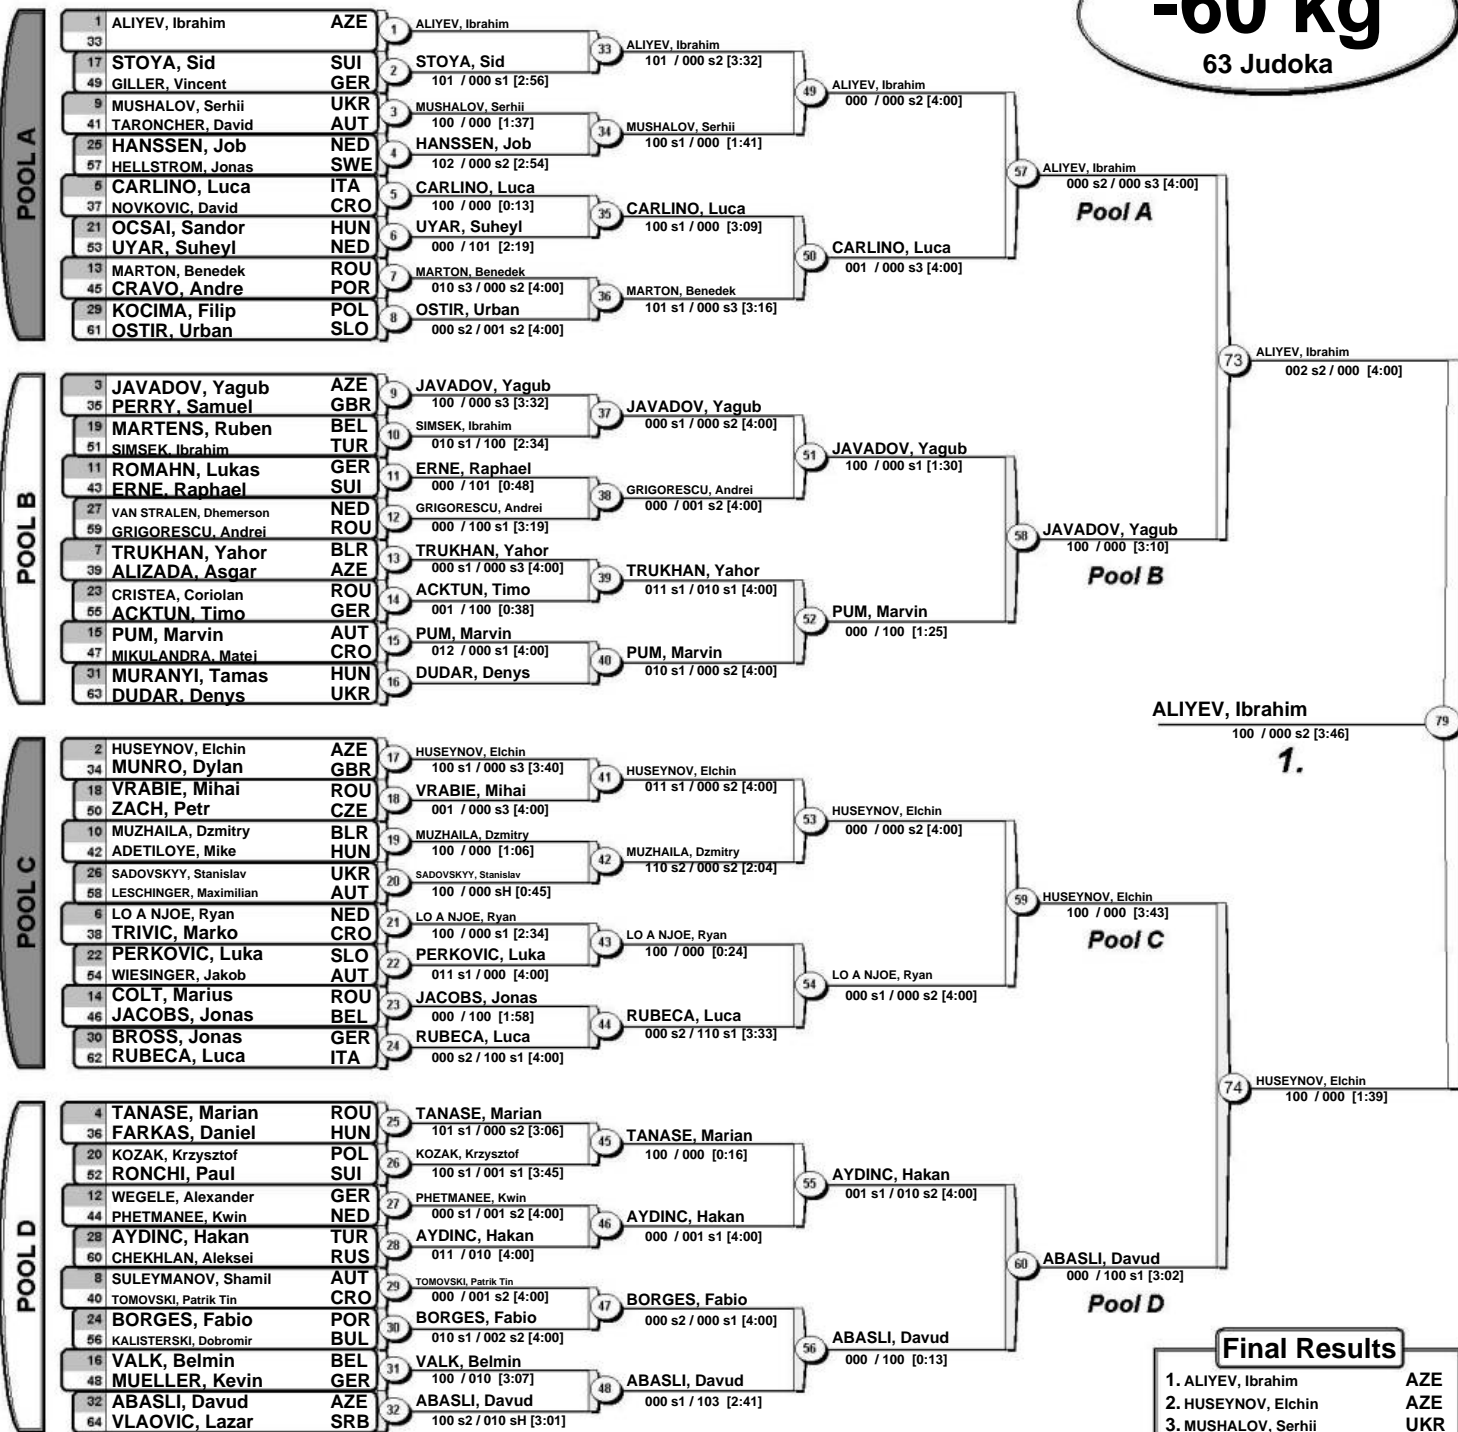 -60 kg
63 Judoka
POOL A
1 ALIYEV, Ibrahim AZE
33
17 STOYA, Sid SUI
49 GILLER, Vincent GER
9 MUSHALOV, Serhii UKR
41 TARONCHER, David AUT
25 HANSSEN, Job NED
57 HELLSTROM, Jonas SWE
5 CARLINO, Luca ITA
37 NOVKOVIC, David CRO
21 OCSAI, Sandor HUN
53 UYAR, Suheyl NED
13 MARTON, Benedek ROU
45 CRAVO, Andre POR
29 KOCIMA, Filip POL
61 OSTIR, Urban SLO
1 ALIYEV, Ibrahim
2 STOYA, Sid
101 / 000 s1 [2:56]
3 MUSHALOV, Serhii
100 / 000 [1:37]
4 HANSSEN, Job
102 / 000 s2 [2:54]
5 CARLINO, Luca
100 / 000 [0:13]
6 UYAR, Suheyl
000 / 101 [2:19]
7 MARTON, Benedek
010 s3 / 000 s2 [4:00]
8 OSTIR, Urban
000 s2 / 001 s2 [4:00]
33 ALIYEV, Ibrahim
101 / 000 s2 [3:32]
34 MUSHALOV, Serhii
100 s1 / 000 [1:41]
35 CARLINO, Luca
100 s1 / 000 [3:09]
36 MARTON, Benedek
101 s1 / 000 s3 [3:16]
49 ALIYEV, Ibrahim
000 / 000 s2 [4:00]
50 CARLINO, Luca
001 / 000 s3 [4:00]
57 ALIYEV, Ibrahim
000 s2 / 000 s3 [4:00]
Pool A
POOL B
3 JAVADOV, Yagub AZE
35 PERRY, Samuel GBR
19 MARTENS, Ruben BEL
51 SIMSEK, Ibrahim TUR
11 ROMAHN, Lukas GER
43 ERNE, Raphael SUI
27 VAN STRALEN, Dhemerson NED
59 GRIGORESCU, Andrei ROU
7 TRUKHAN, Yahor BLR
39 ALIZADA, Asgar AZE
23 CRISTEA, Coriolan ROU
55 ACKTUN, Timo GER
15 PUM, Marvin AUT
47 MIKULANDRA, Matej CRO
31 MURANYI, Tamas HUN
63 DUDAR, Denys UKR
9 JAVADOV, Yagub
100 / 000 s3 [3:32]
10 SIMSEK, Ibrahim
010 s1 / 100 [2:34]
11 ERNE, Raphael
000 / 101 [0:48]
12 GRIGORESCU, Andrei
000 / 100 s1 [3:19]
13 TRUKHAN, Yahor
000 s1 / 000 s3 [4:00]
14 ACKTUN, Timo
001 / 100 [0:38]
15 PUM, Marvin
012 / 000 s1 [4:00]
16 DUDAR, Denys
37 JAVADOV, Yagub
000 s1 / 000 s2 [4:00]
38 GRIGORESCU, Andrei
000 / 001 s2 [4:00]
39 TRUKHAN, Yahor
011 s1 / 010 s1 [4:00]
40 PUM, Marvin
010 s1 / 000 s2 [4:00]
51 JAVADOV, Yagub
100 / 000 s1 [1:30]
52 PUM, Marvin
000 / 100 [1:25]
58 JAVADOV, Yagub
100 / 000 [3:10]
Pool B
73 ALIYEV, Ibrahim
002 s2 / 000 [4:00]
ALIYEV, Ibrahim 79
100 / 000 s2 [3:46]
1.
POOL C
2 HUSEYNOV, Elchin AZE
34 MUNRO, Dylan GBR
18 VRABIE, Mihai ROU
50 ZACH, Petr CZE
10 MUZHAILA, Dzmitry BLR
42 ADETILOYE, Mike HUN
26 SADOVSKYY, Stanislav UKR
58 LESCHINGER, Maximilian AUT
6 LO A NJOE, Ryan NED
38 TRIVIC, Marko CRO
22 PERKOVIC, Luka SLO
54 WIESINGER, Jakob AUT
14 COLT, Marius ROU
46 JACOBS, Jonas BEL
30 BROSS, Jonas GER
62 RUBECA, Luca ITA
17 HUSEYNOV, Elchin
100 s1 / 000 s3 [3:40]
18 VRABIE, Mihai
001 / 000 s3 [4:00]
19 MUZHAILA, Dzmitry
100 / 000 [1:06]
20 SADOVSKYY, Stanislav
100 / 000 sH [0:45]
21 LO A NJOE, Ryan
100 / 000 s1 [2:34]
22 PERKOVIC, Luka
011 s1 / 000 [4:00]
23 JACOBS, Jonas
000 / 100 [1:58]
24 RUBECA, Luca
000 s2 / 100 s1 [4:00]
41 HUSEYNOV, Elchin
011 s1 / 000 s2 [4:00]
42 MUZHAILA, Dzmitry
110 s2 / 000 s2 [2:04]
43 LO A NJOE, Ryan
100 / 000 [0:24]
44 RUBECA, Luca
000 s2 / 110 s1 [3:33]
53 HUSEYNOV, Elchin
000 / 000 s2 [4:00]
54 LO A NJOE, Ryan
000 s1 / 000 s2 [4:00]
59 HUSEYNOV, Elchin
100 / 000 [3:43]
Pool C
POOL D
4 TANASE, Marian ROU
36 FARKAS, Daniel HUN
20 KOZAK, Krzysztof POL
52 RONCHI, Paul SUI
12 WEGELE, Alexander GER
44 PHETMANEE, Kwin NED
28 AYDINC, Hakan TUR
60 CHEKHLAN, Aleksei RUS
8 SULEYMANOV, Shamil AUT
40 TOMOVSKI, Patrik Tin CRO
24 BORGES, Fabio POR
56 KALISTERSKI, Dobromir BUL
16 VALK, Belmin BEL
48 MUELLER, Kevin GER
32 ABASLI, Davud AZE
64 VLAOVIC, Lazar SRB
25 TANASE, Marian
101 s1 / 000 s2 [3:06]
26 KOZAK, Krzysztof
100 s1 / 001 s1 [3:45]
27 PHETMANEE, Kwin
000 s1 / 001 s2 [4:00]
28 AYDINC, Hakan
011 / 010 [4:00]
29 TOMOVSKI, Patrik Tin
000 / 001 s2 [4:00]
30 BORGES, Fabio
010 s1 / 002 s2 [4:00]
31 VALK, Belmin
100 / 010 [3:07]
32 ABASLI, Davud
100 s2 / 010 sH [3:01]
45 TANASE, Marian
100 / 000 [0:16]
46 AYDINC, Hakan
000 / 001 s1 [4:00]
47 BORGES, Fabio
000 s2 / 000 s1 [4:00]
48 ABASLI, Davud
000 s1 / 103 [2:41]
55 AYDINC, Hakan
001 s1 / 010 s2 [4:00]
56 ABASLI, Davud
000 / 100 [0:13]
60 ABASLI, Davud
000 / 100 s1 [3:02]
Pool D
74 HUSEYNOV, Elchin
100 / 000 [1:39]
Final Results
1. ALIYEV, Ibrahim AZE
2. HUSEYNOV, Elchin AZE
3. MUSHALOV, Serhii UKR